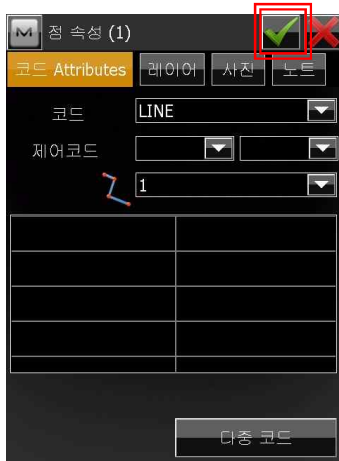 M 점 속성 (1)
코드 Attributes 레이어 사진 노트
코드 LINE
제어코드
1
다중 코드